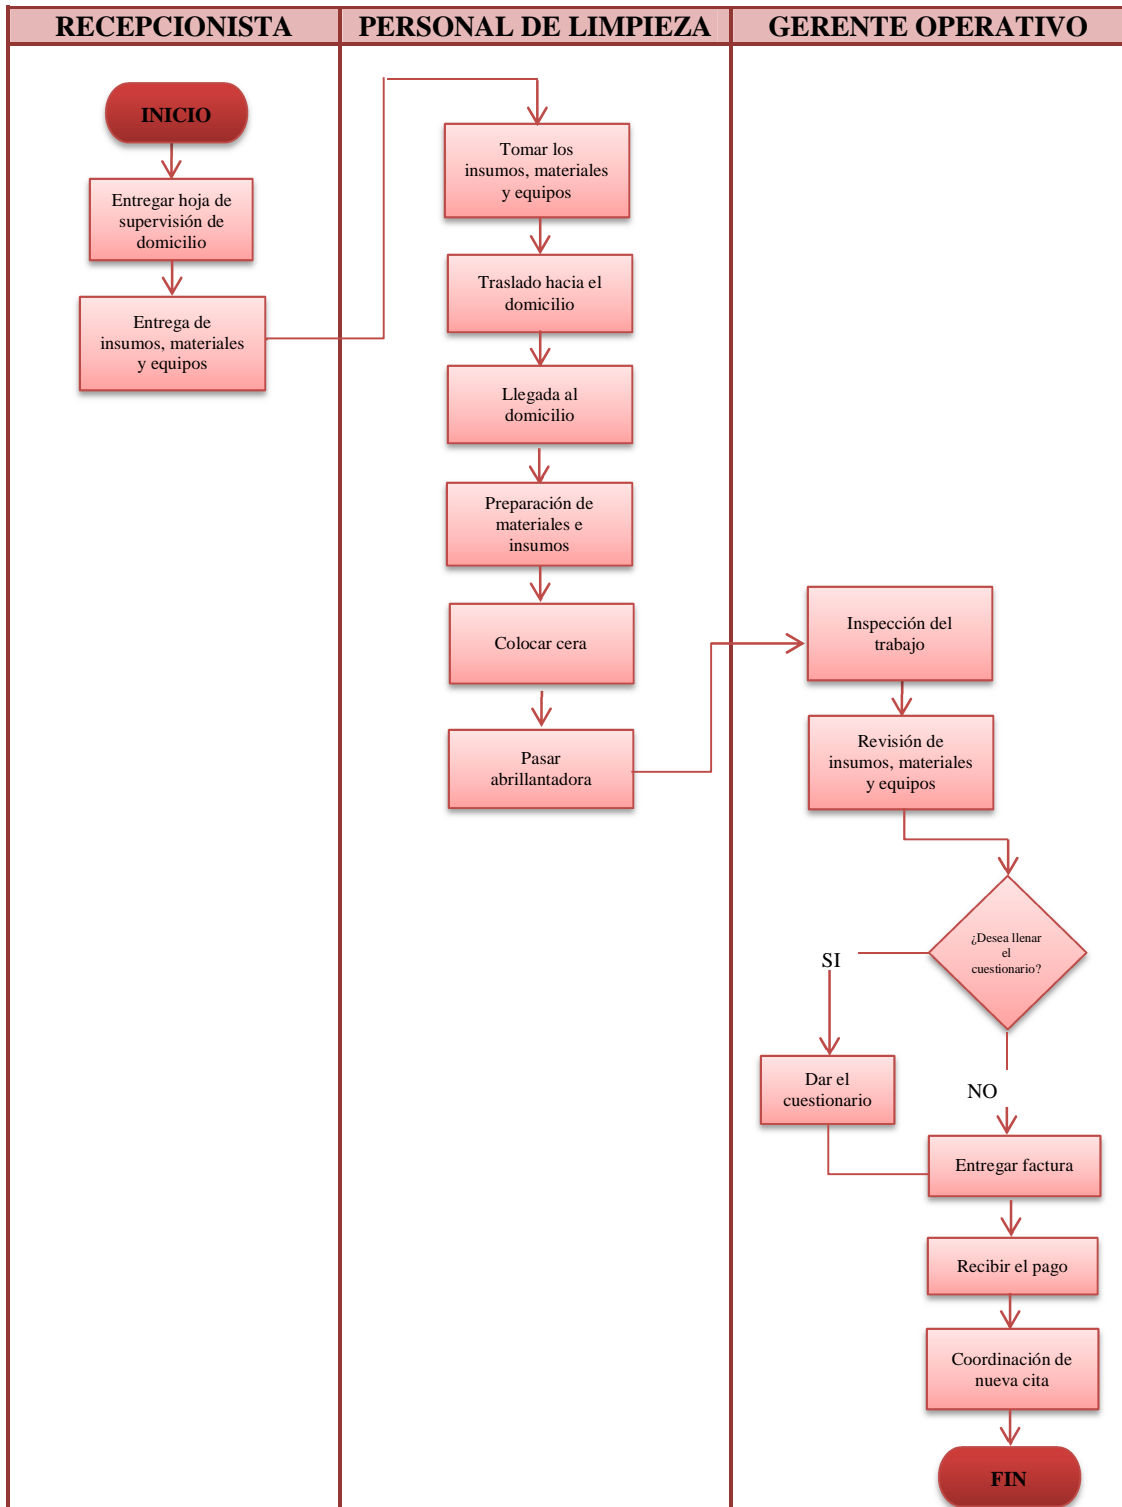 RECEPCIONISTA
PERSONAL DE LIMPIEZA
GERENTE OPERATIVO
INICIO
Entregar hoja de
supervisión de
domicilio
Entrega de
insumos, materiales
y equipos
Tomar los
insumos, materiales
y equipos
Traslado hacia el
domicilio
Llegada al
domicilio
Preparación de
materiales e
insumos
Colocar cera
Pasar
abrillantadora
Inspección del
trabajo
Revisión de
insumos, materiales
y equipos
¿Desea llenar
el
cuestionario?
SI
Dar el
cuestionario
NO
Entregar factura
Recibir el pago
Coordinación de
nueva cita
FIN